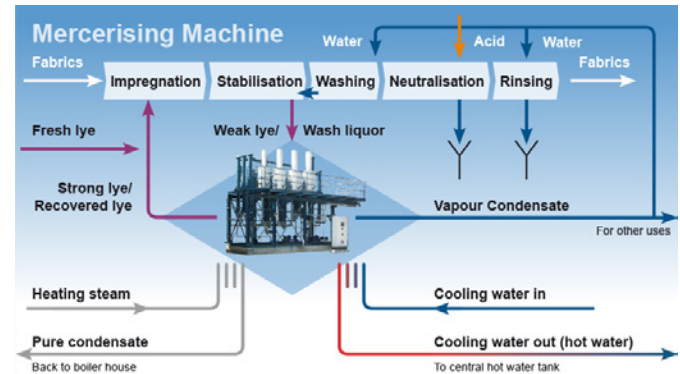 Mercerising Machine
Water
Acid
Water
Fabrics
Fabrics
Impregnation
Stabilisation
Washing
Neutralisation
Rinsing
Fresh lye
Weak lye/ Wash liquor
Strong lye/
Recovered lye
Vapour Condensate
For other uses
Heating steam
Cooling water in
Pure condensate
Cooling water out (hot water)
Back to boiler house
To central hot water tank